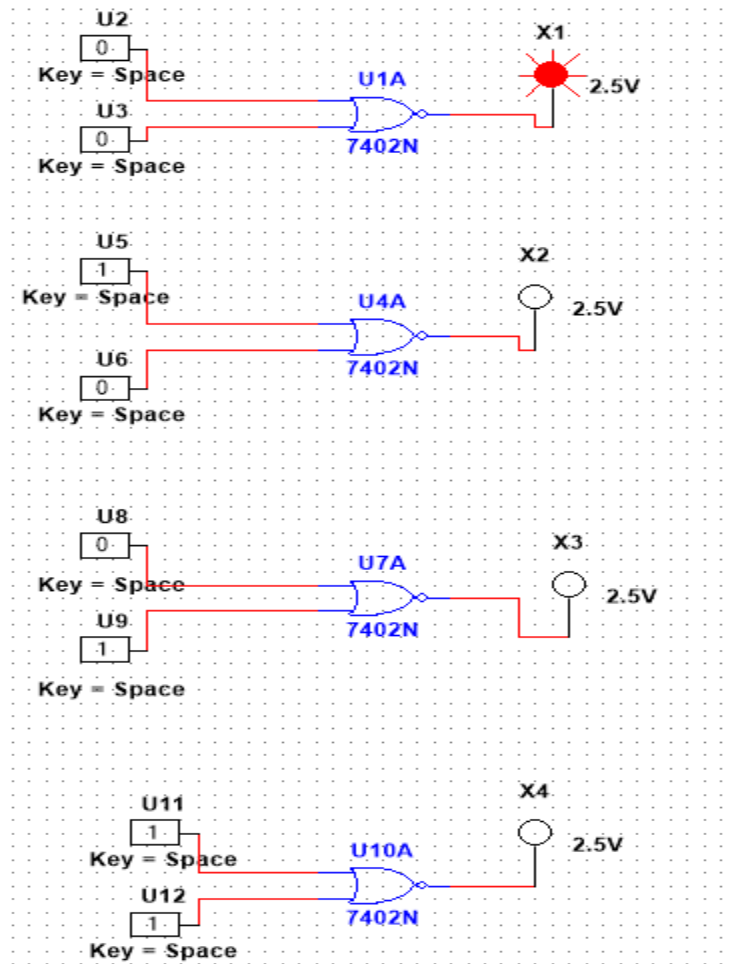 U2
0
Key = Space
X1
2.5V
U1A
7402N
U3
0
Key = Space
U5
1
Key = Space
X2
2.5V
U4A
7402N
U6
0
Key = Space
U8
0
Key = Space
X3
2.5V
U7A
7402N
U9
1
Key = Space
X4
2.5V
U11
1
Key = Space
U10A
7402N
U12
1
Key = Space